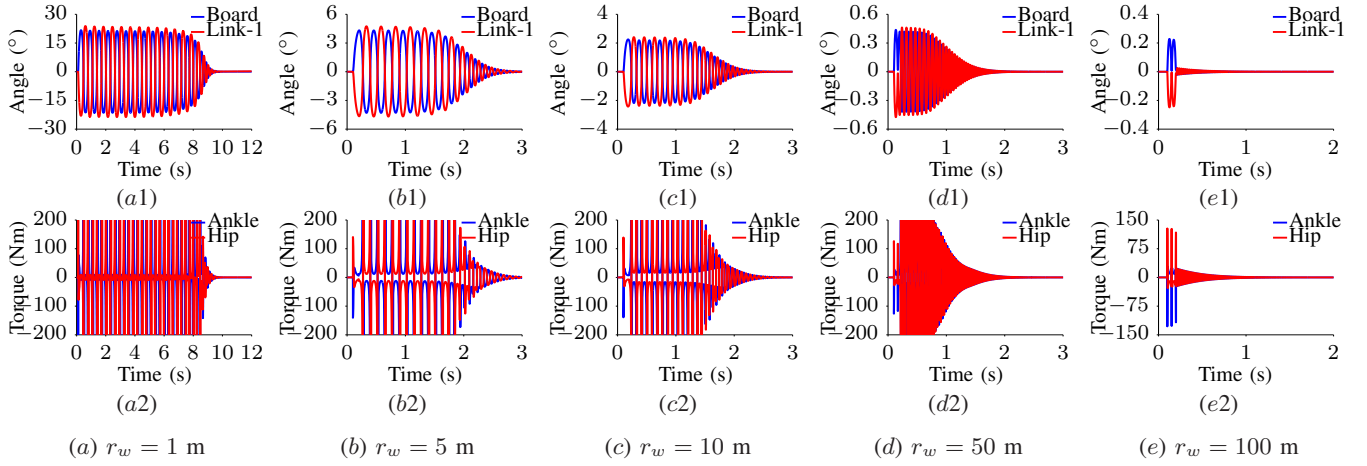 Board
Link-1
Angle (°)
30
15
0
−15
−30
0 2 4 6 8 10 12
Time (s)
(a1)
Board
Link-1
Angle (°)
6
3
0
−3
−6
0 1 2 3
Time (s)
(b1)
Board
Link-1
Angle (°)
4
2
0
−2
−4
0 1 2 3
Time (s)
(c1)
Board
Link-1
Angle (°)
0.6
0.3
0
−0.3
−0.6
0 1 2 3
Time (s)
(d1)
Board
Link-1
Angle (°)
0.4
0.2
0
−0.2
−0.4
0 1 2
Time (s)
(e1)
Ankle
Hip
Torque (Nm)
200
100
0
−100
−200
0 2 4 6 8 10 12
Time (s)
(a2)
Ankle
Hip
Torque (Nm)
200
100
0
−100
−200
0 1 2 3
Time (s)
(b2)
Ankle
Hip
Torque (Nm)
200
100
0
−100
−200
0 1 2 3
Time (s)
(c2)
Ankle
Hip
Torque (Nm)
200
100
0
−100
−200
0 1 2 3
Time (s)
(d2)
Ankle
Hip
Torque (Nm)
150
75
0
−75
−150
0 1 2
Time (s)
(e2)
(a) r_w = 1 m
(b) r_w = 5 m
(c) r_w = 10 m
(d) r_w = 50 m
(e) r_w = 100 m